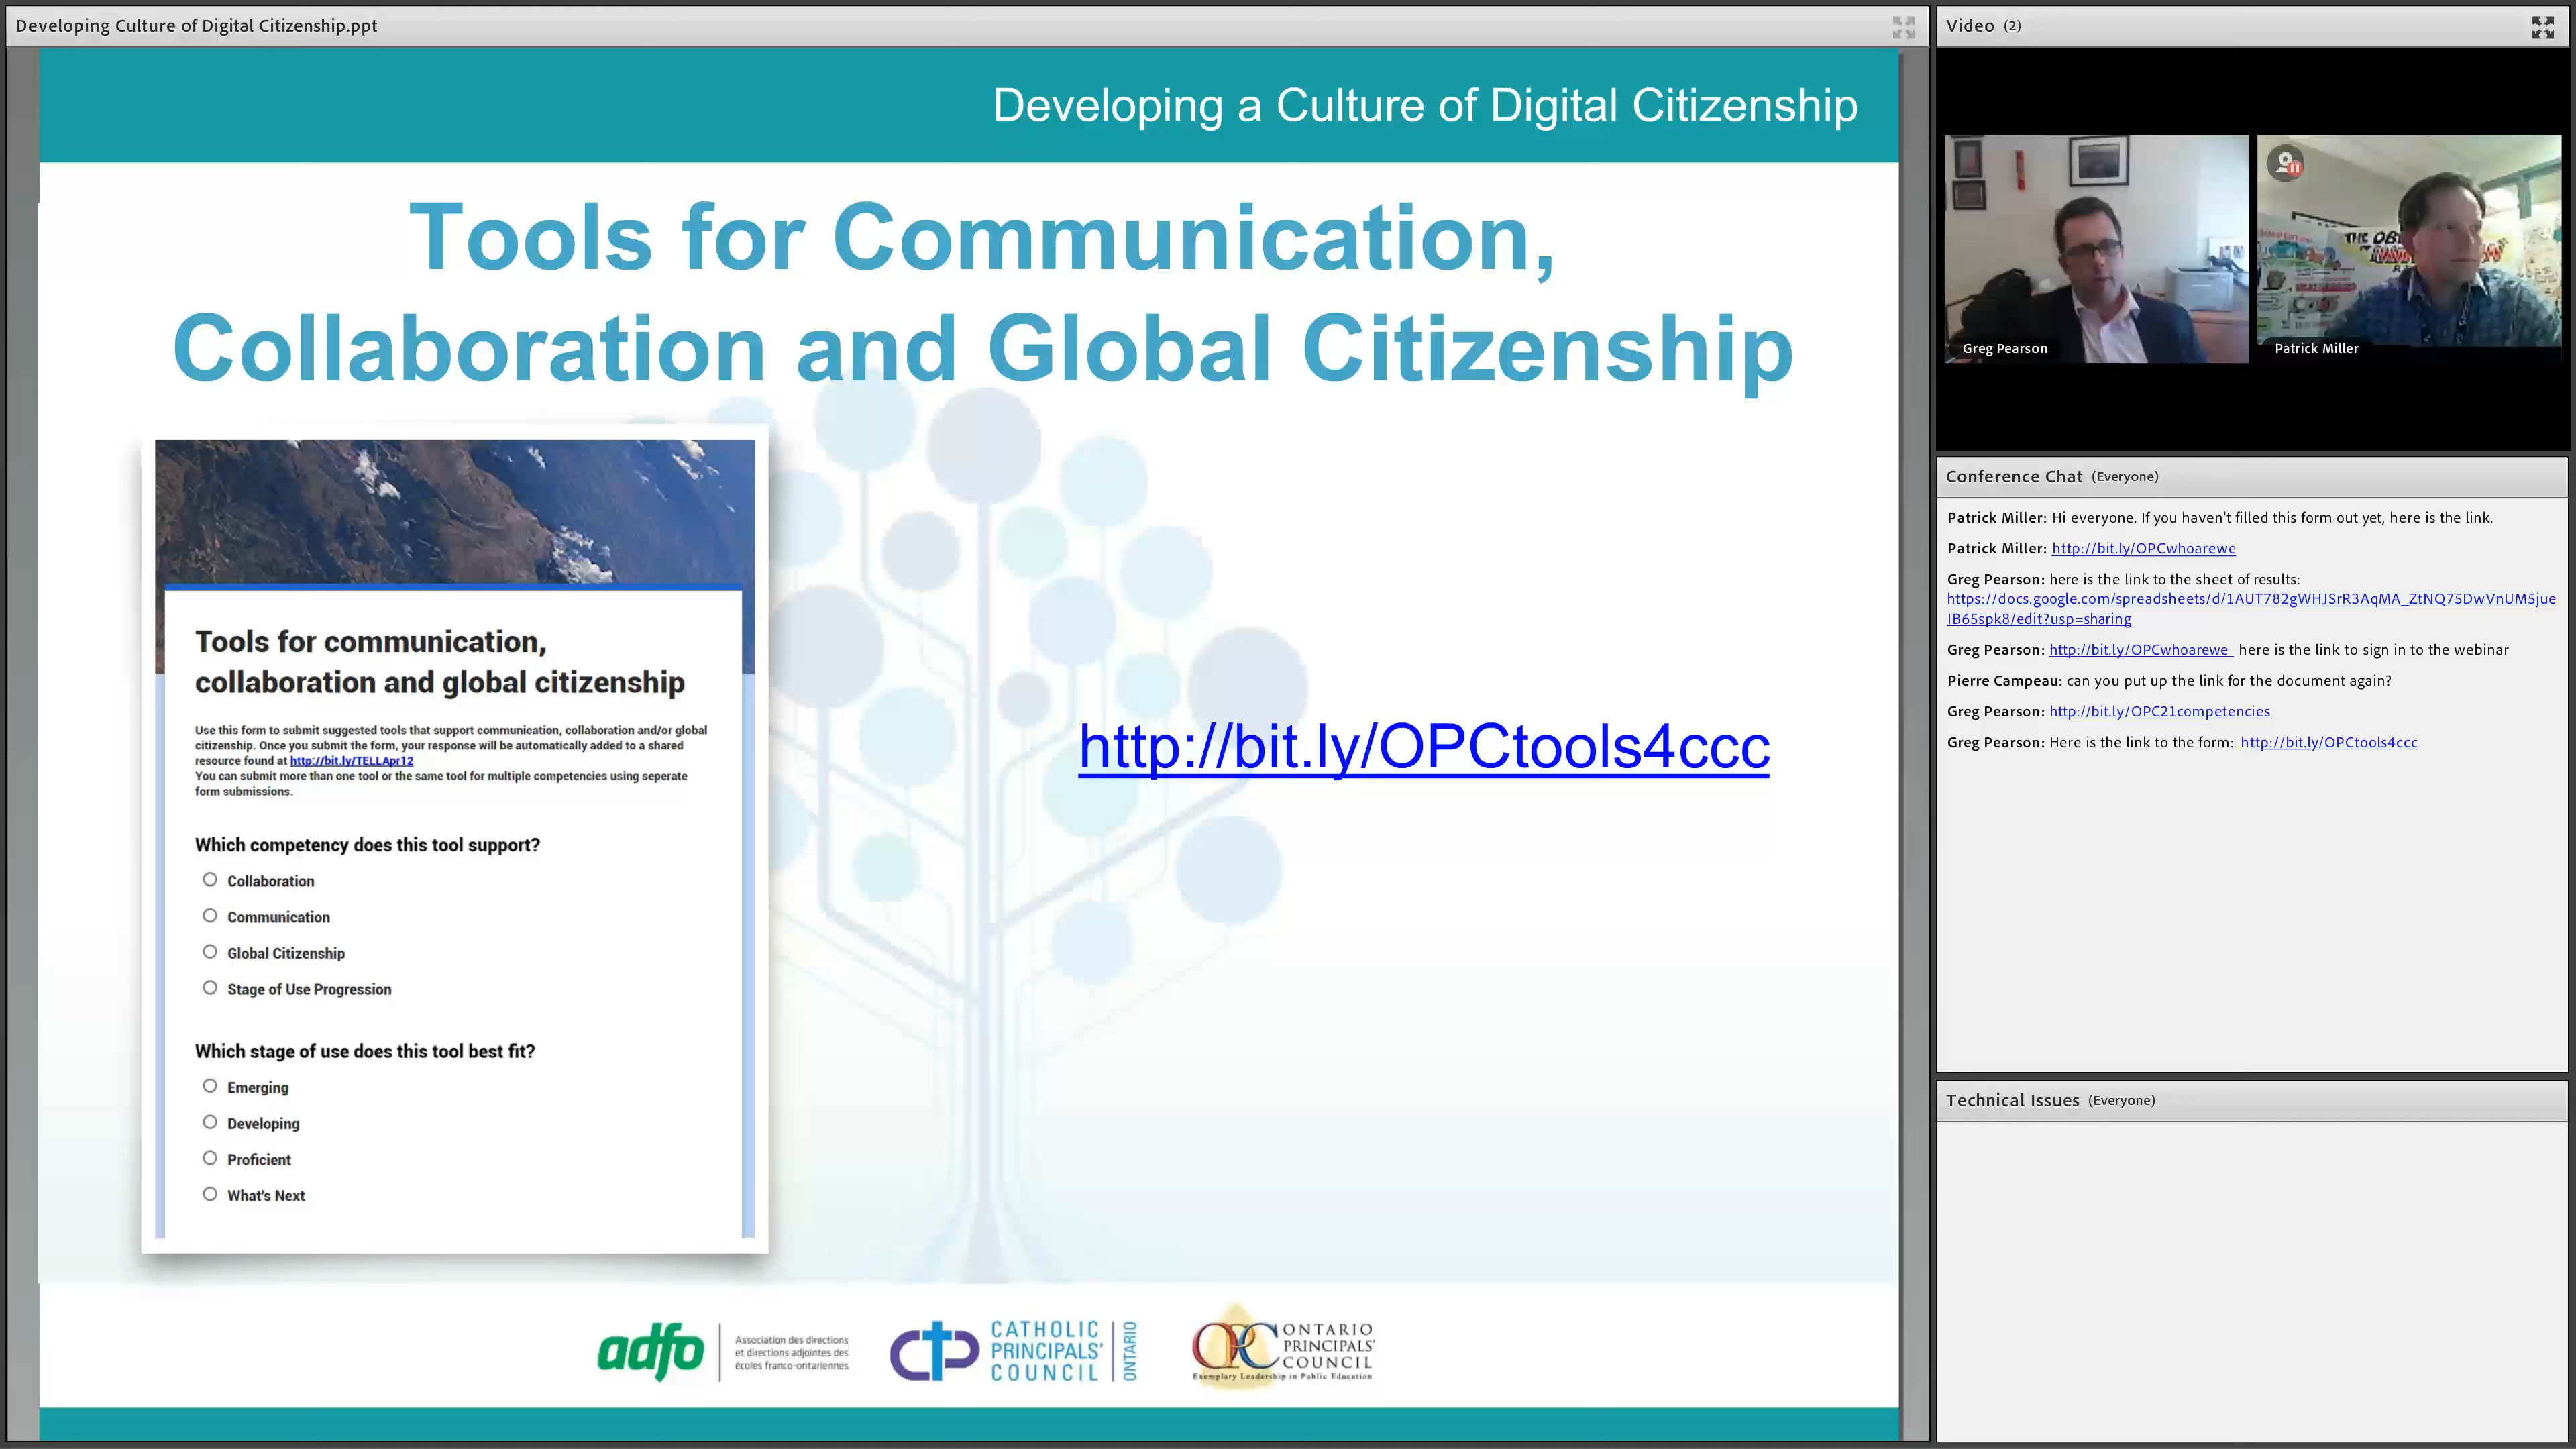 Developing Culture of Digital Citizenship.ppt
Developing a Culture of Digital Citizenship
Tools for Communication,
Collaboration and Global Citizenship
Tools for communication,
collaboration and global citizenship
Use this form to submit suggested tools that support communication, collaboration and/or global
citizenship. Once you submit the form, your response will be automatically added to a shared
resource found at http://bit.ly/TELLApr12
You can submit more than one tool or the same tool for multiple competencies using seperate
form submissions.
Which competency does this tool support?
Collaboration
Communication
Global Citizenship
Stage of Use Progression
Which stage of use does this tool best fit?
Emerging
Developing
Proficient
What's Next
http://bit.ly/OPCtools4ccc
adfo
Association des directions
et directions adjointes des
écoles franco-ontariennes
CATHOLIC
PRINCIPALS'
COUNCIL
ONTARIO
OPC
ONTARIO
PRINCIPALS'
COUNCIL
Exemplary Leadership in Public Education
Video (2)
THE
Greg Pearson
Patrick Miller
Conference Chat (Everyone)
Patrick Miller: Hi everyone. If you haven't filled this form out yet, here is the link.
Patrick Miller: http://bit.ly/OPCwhoarewe
Greg Pearson: here is the link to the sheet of results:
https://docs.google.com/spreadsheets/d/1AUT782gWHJSrR3AqMA_ZtNQ75DwVnUM5jue
IB65spk8/edit?usp=sharing
Greg Pearson: http://bit.ly/OPCwhoarewe here is the link to sign in to the webinar
Pierre Campeau: can you put up the link for the document again?
Greg Pearson: http://bit.ly/OPC21competencies
Greg Pearson: Here is the link to the form: http://bit.ly/OPCtools4ccc
Technical Issues (Everyone)